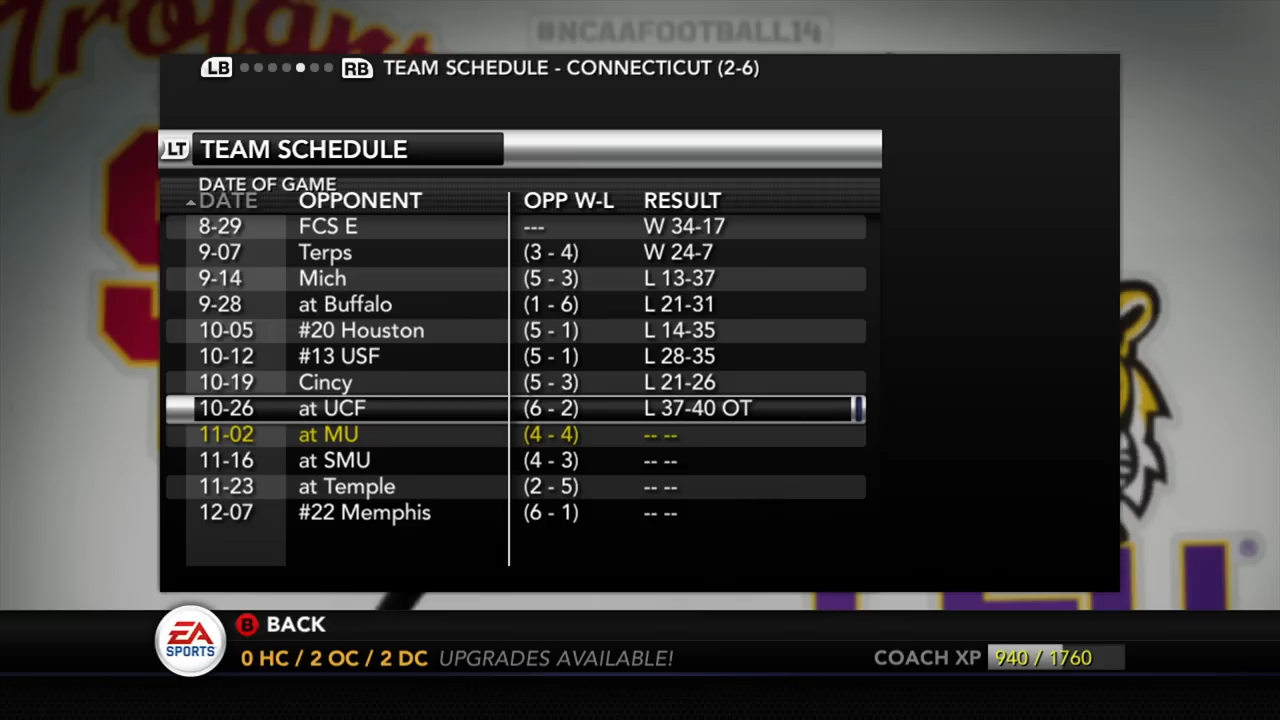 Trojans
#NCAAFOOTBALL14
LB RB TEAM SCHEDULE - CONNECTICUT (2-6)
LT TEAM SCHEDULE
DATE OF GAME
DATE OPPONENT OPP W-L RESULT
8-29 FCS E --- W 34-17
9-07 Terps (3 - 4) W 24-7
9-14 Mich (5 - 3) L 13-37
9-28 at Buffalo (1 - 6) L 21-31
10-05 #20 Houston (5 - 1) L 14-35
10-12 #13 USF (5 - 1) L 28-35
10-19 Cincy (5 - 3) L 21-26
10-26 at UCF (6 - 2) L 37-40 OT
11-02 at MU (4 - 4) -- --
11-16 at SMU (4 - 3) -- --
11-23 at Temple (2 - 5) -- --
12-07 #22 Memphis (6 - 1) -- --
EA SPORTS
B BACK
0 HC / 2 OC / 2 DC UPGRADES AVAILABLE!
COACH XP 940 / 1760